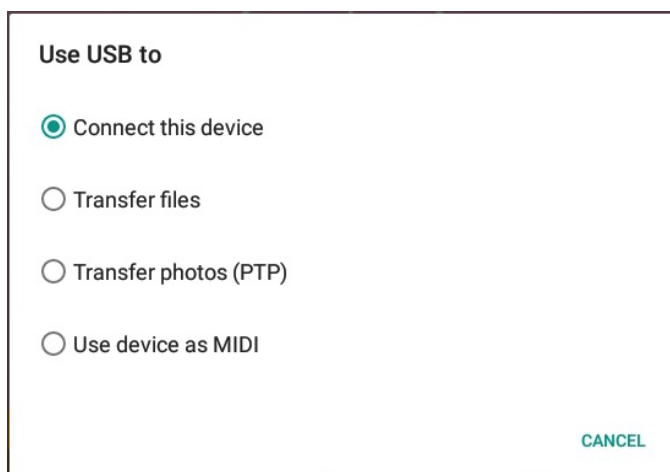 Use USB to
Connect this device
Transfer files
Transfer photos (PTP)
Use device as MIDI
CANCEL